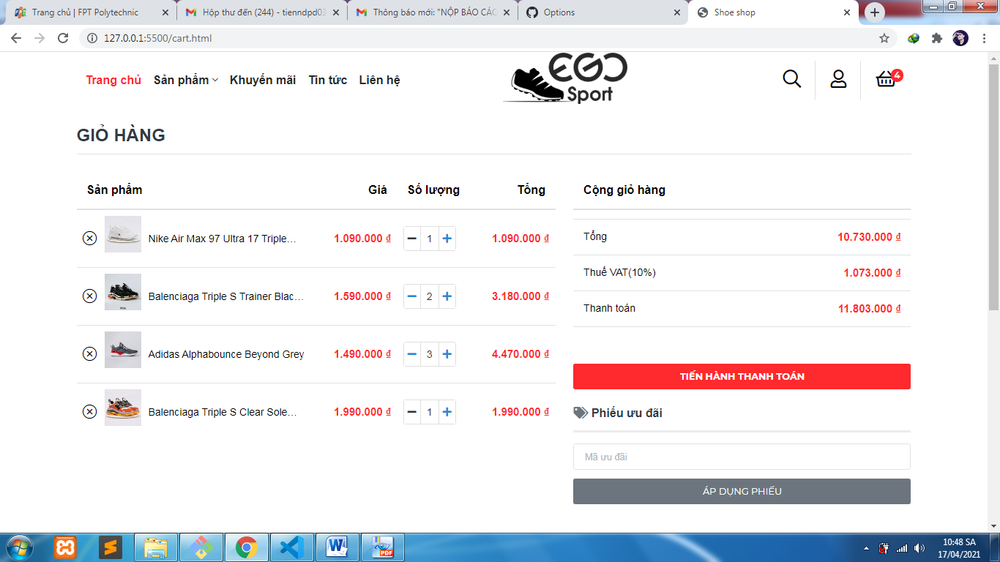 Trang chủ | FPT Polytechnic
Hộp thư đến (244) - tienndpd03
Thông báo mới: "NỘP BÁO CÁO
Options
Shoe shop
127.0.0.1:5500/cart.html
Trang chủ Sản phẩm Khuyến mãi Tin tức Liên hệ
EGO
Sport
4
GIỎ HÀNG
Sản phẩm Giá Số lượng Tổng
Nike Air Max 97 Ultra 17 Triple... 1.090.000 ₫ 1 1.090.000 ₫
Balenciaga Triple S Trainer Blac... 1.590.000 ₫ 2 3.180.000 ₫
Adidas Alphabounce Beyond Grey 1.490.000 ₫ 3 4.470.000 ₫
Balenciaga Triple S Clear Sole... 1.990.000 ₫ 1 1.990.000 ₫
Cộng giỏ hàng
Tổng 10.730.000 ₫
Thuế VAT(10%) 1.073.000 ₫
Thanh toán 11.803.000 ₫
TIẾN HÀNH THANH TOÁN
Phiếu ưu đãi
Mã ưu đãi
ÁP DỤNG PHIẾU
PDF
10:48 SA
17/04/2021